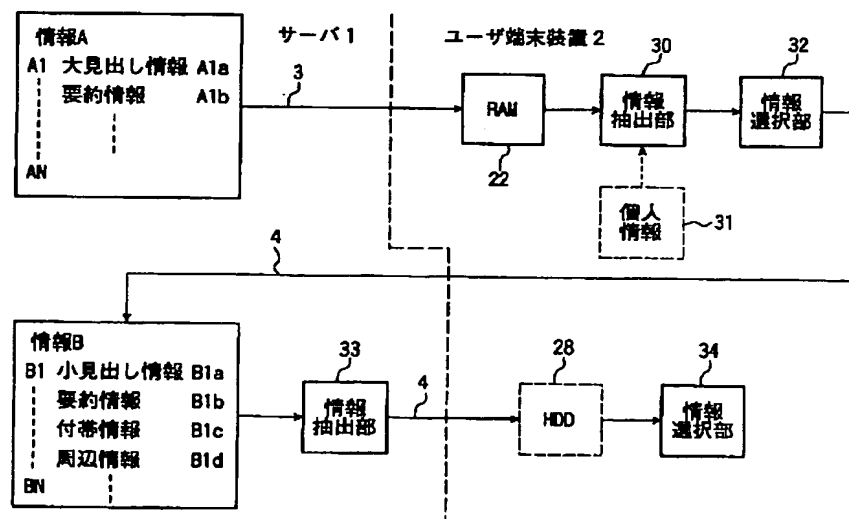 情報A
サーバ1
ユーザ端末装置2
A1 大見出し情報 A1a
要約情報 A1b
AN
3
RAM
22
30
情報
抽出部
32
情報
選択部
個人
情報
31
4
情報B
B1 小見出し情報 B1a
要約情報 B1b
付帯情報 B1c
周辺情報 B1d
BN
33
情報
抽出部
4
28
HDD
34
情報
選択部